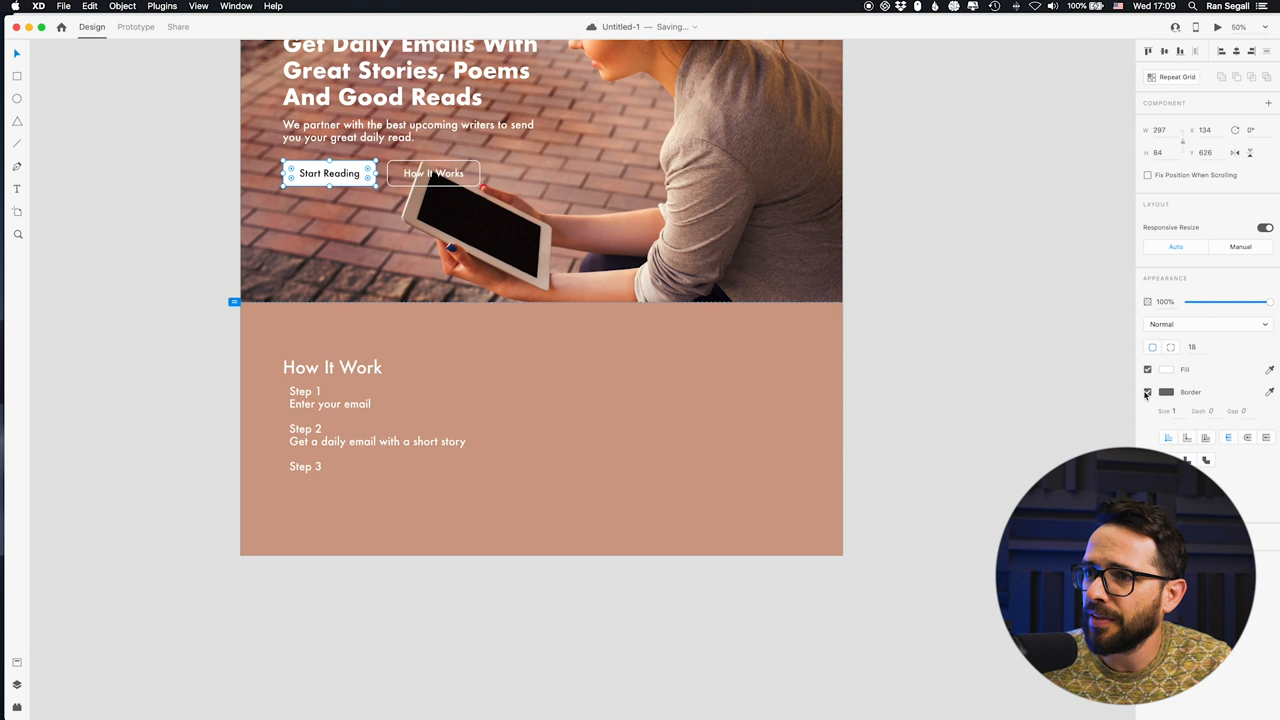 XD File Edit Object Plugins View Window Help
100% Wed 17:09 Ran Segall
Design Prototype Share
Untitled-1 — Saving...
50%
Get Daily Emails With
Great Stories, Poems
And Good Reads
We partner with the best upcoming writers to send
you your great daily read.
Start Reading
How It Works
How It Work
Step 1
Enter your email
Step 2
Get a daily email with a short story
Step 3
Repeat Grid
COMPONENT
W 297 X 134 0°
H 84 Y 626
Fix Position When Scrolling
LAYOUT
Responsive Resize
Auto Manual
APPEARANCE
100%
Normal
18
Fill
Border
Size 1 Dash 0 Gap 0